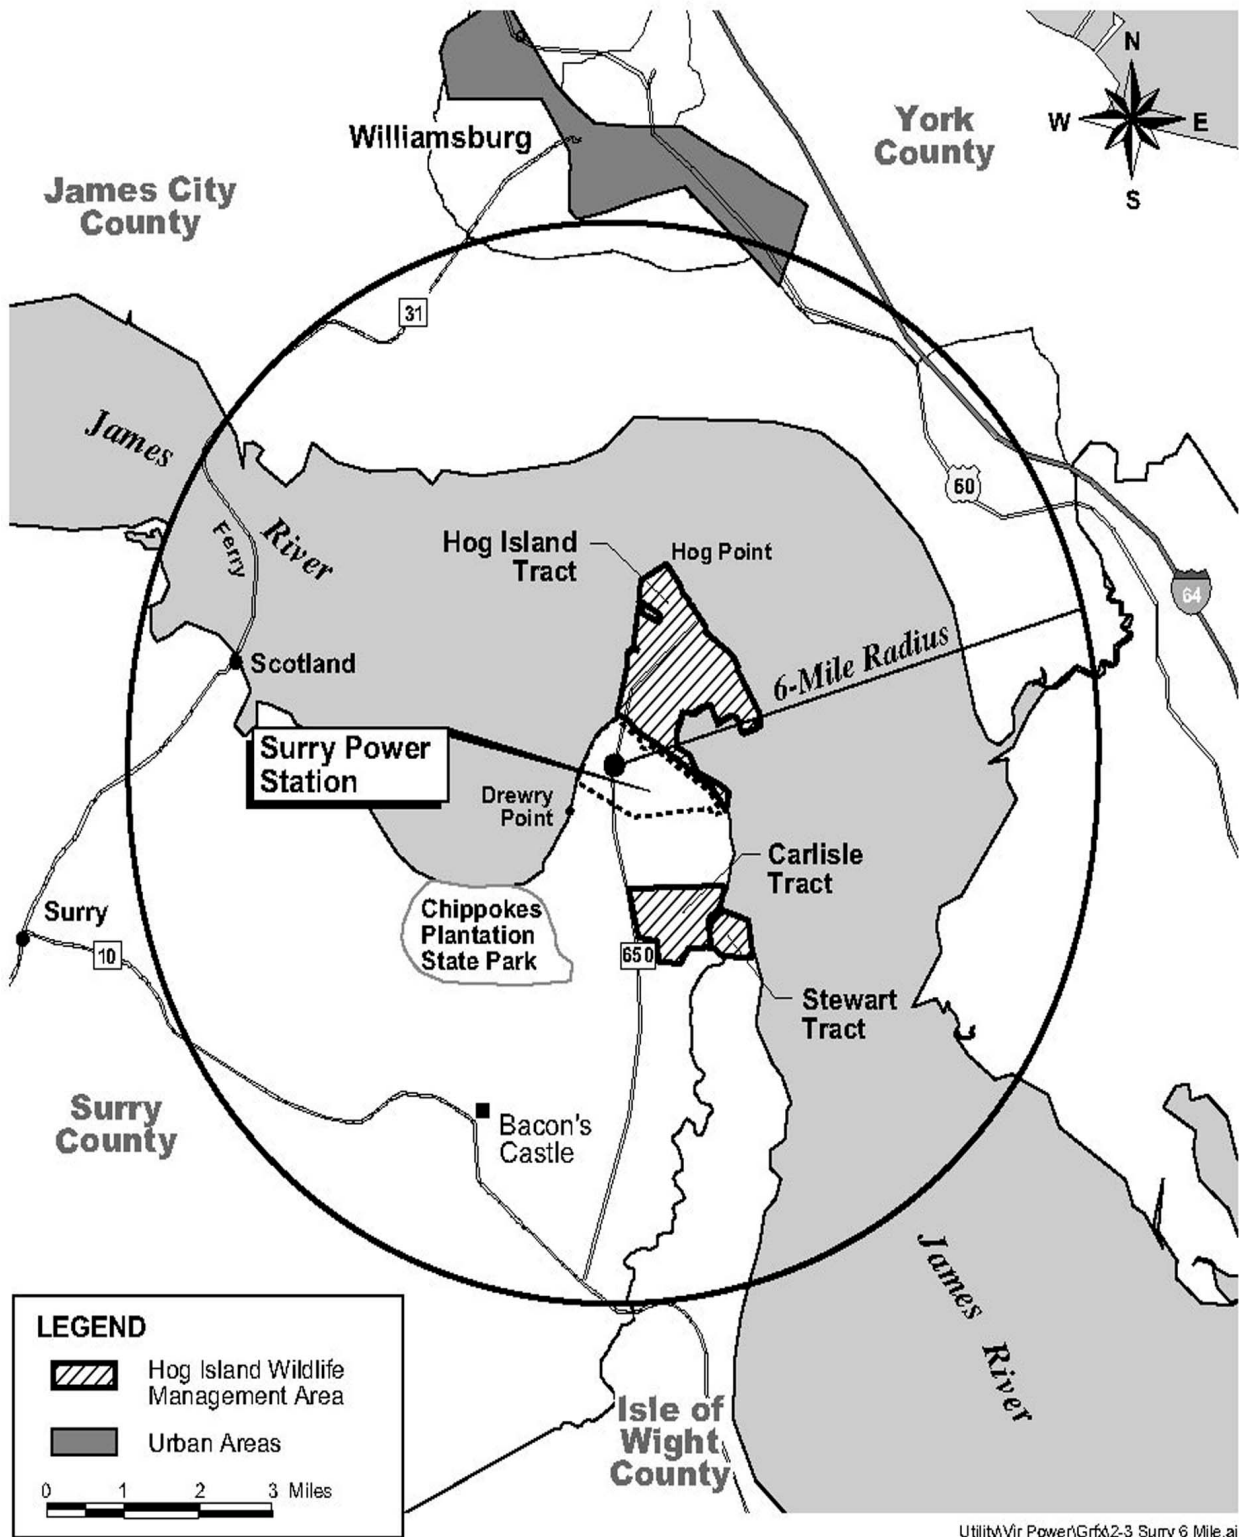 N
W
E
S
York
County
Williamsburg
James City
County
31
James
River
Ferry
60
64
Hog Island
Tract
Hog Point
6-Mile Radius
Scotland
Surry Power
Station
Drewry
Point
Carlisle
Tract
Surry
10
Chippokes
Plantation
State Park
650
Stewart
Tract
Surry
County
Bacon's
Castle
James
River
Isle of
Wight
County
LEGEND
Hog Island Wildlife
Management Area
Urban Areas
0 1 2 3 Miles
Utility\Vir Power\Grfx\2-3 Surry 6 Mile.ai